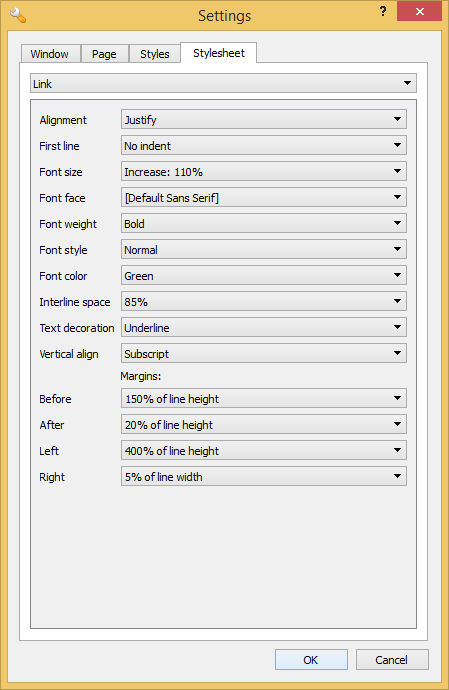 Settings
?
Window Page Styles Stylesheet
Link
Alignment Justify
First line No indent
Font size Increase: 110%
Font face [Default Sans Serif]
Font weight Bold
Font style Normal
Font color Green
Interline space 85%
Text decoration Underline
Vertical align Subscript
Margins:
Before 150% of line height
After 20% of line height
Left 400% of line height
Right 5% of line width
OK Cancel